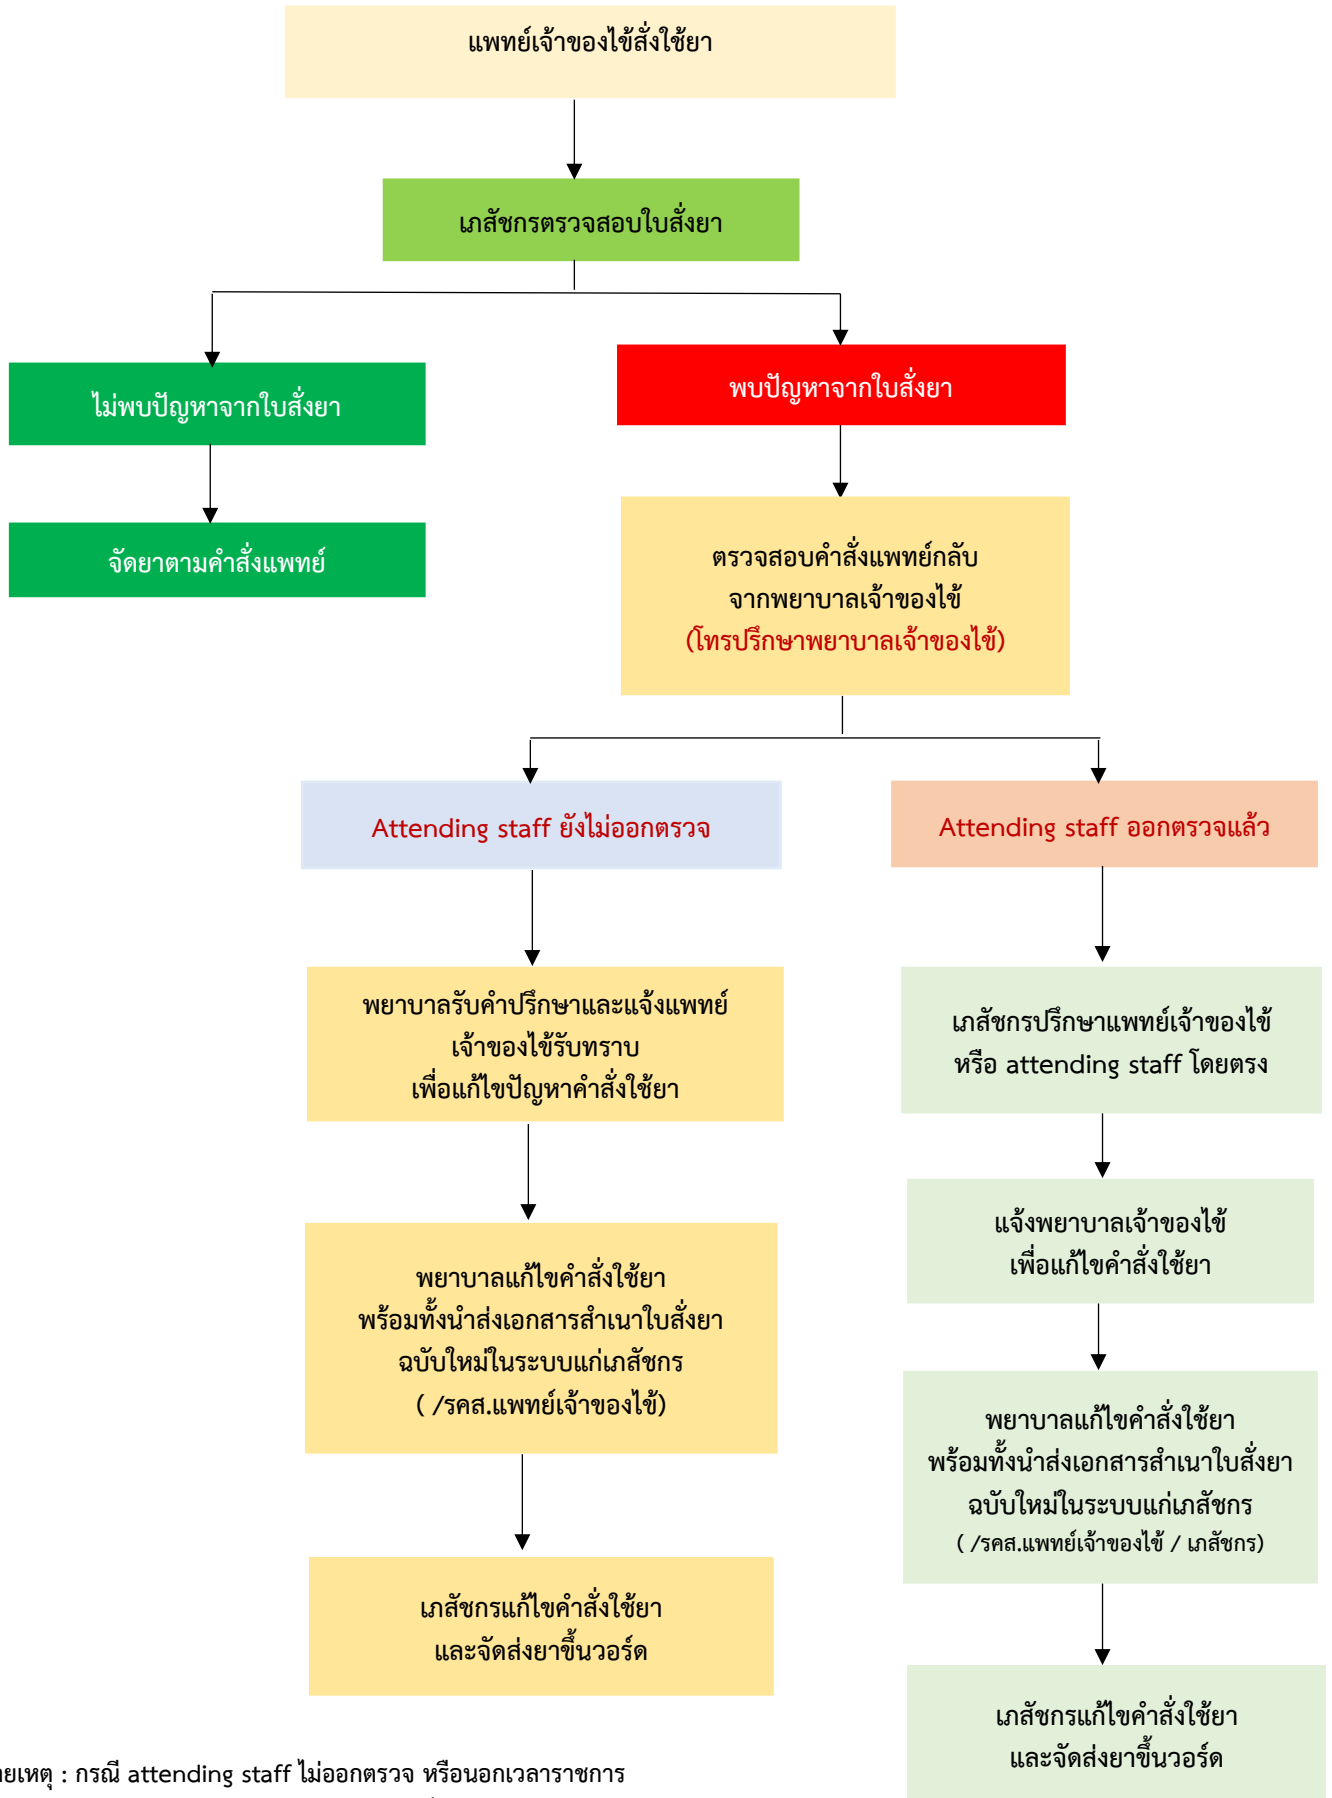 แพทย์เจ้าของไข้สั่งใช้ยา
เภสัชกรตรวจสอบใบสั่งยา
ไม่พบปัญหาจากใบสั่งยา
พบปัญหาจากใบสั่งยา
จัดยาตามคำสั่งแพทย์
ตรวจสอบคำสั่งแพทย์กลับ
จากพยาบาลเจ้าของไข้
(โทรปรึกษาพยาบาลเจ้าของไข้)
Attending staff ยังไม่ออกตรวจ
Attending staff ออกตรวจแล้ว
พยาบาลรับคำปรึกษาและแจ้งแพทย์
เจ้าของไข้รับทราบ
เพื่อแก้ไขปัญหาคำสั่งใช้ยา
เภสัชกรปรึกษาแพทย์เจ้าของไข้
หรือ attending staff โดยตรง
แจ้งพยาบาลเจ้าของไข้
เพื่อแก้ไขคำสั่งใช้ยา
พยาบาลแก้ไขคำสั่งใช้ยา
พร้อมทั้งนำส่งเอกสารสำเนาใบสั่งยา
ฉบับใหม่ในระบบแก่เภสัชกร
( /รคส.แพทย์เจ้าของไข้)
พยาบาลแก้ไขคำสั่งใช้ยา
พร้อมทั้งนำส่งเอกสารสำเนาใบสั่งยา
ฉบับใหม่ในระบบแก่เภสัชกร
( /รคส.แพทย์เจ้าของไข้ / เภสัชกร)
เภสัชกรแก้ไขคำสั่งใช้ยา
และจัดส่งยาขึ้นวอร์ด
เภสัชกรแก้ไขคำสั่งใช้ยา
และจัดส่งยาขึ้นวอร์ด
ายเหตุ : กรณี attending staff ไม่ออกตรวจ หรือนอกเวลาราชการ